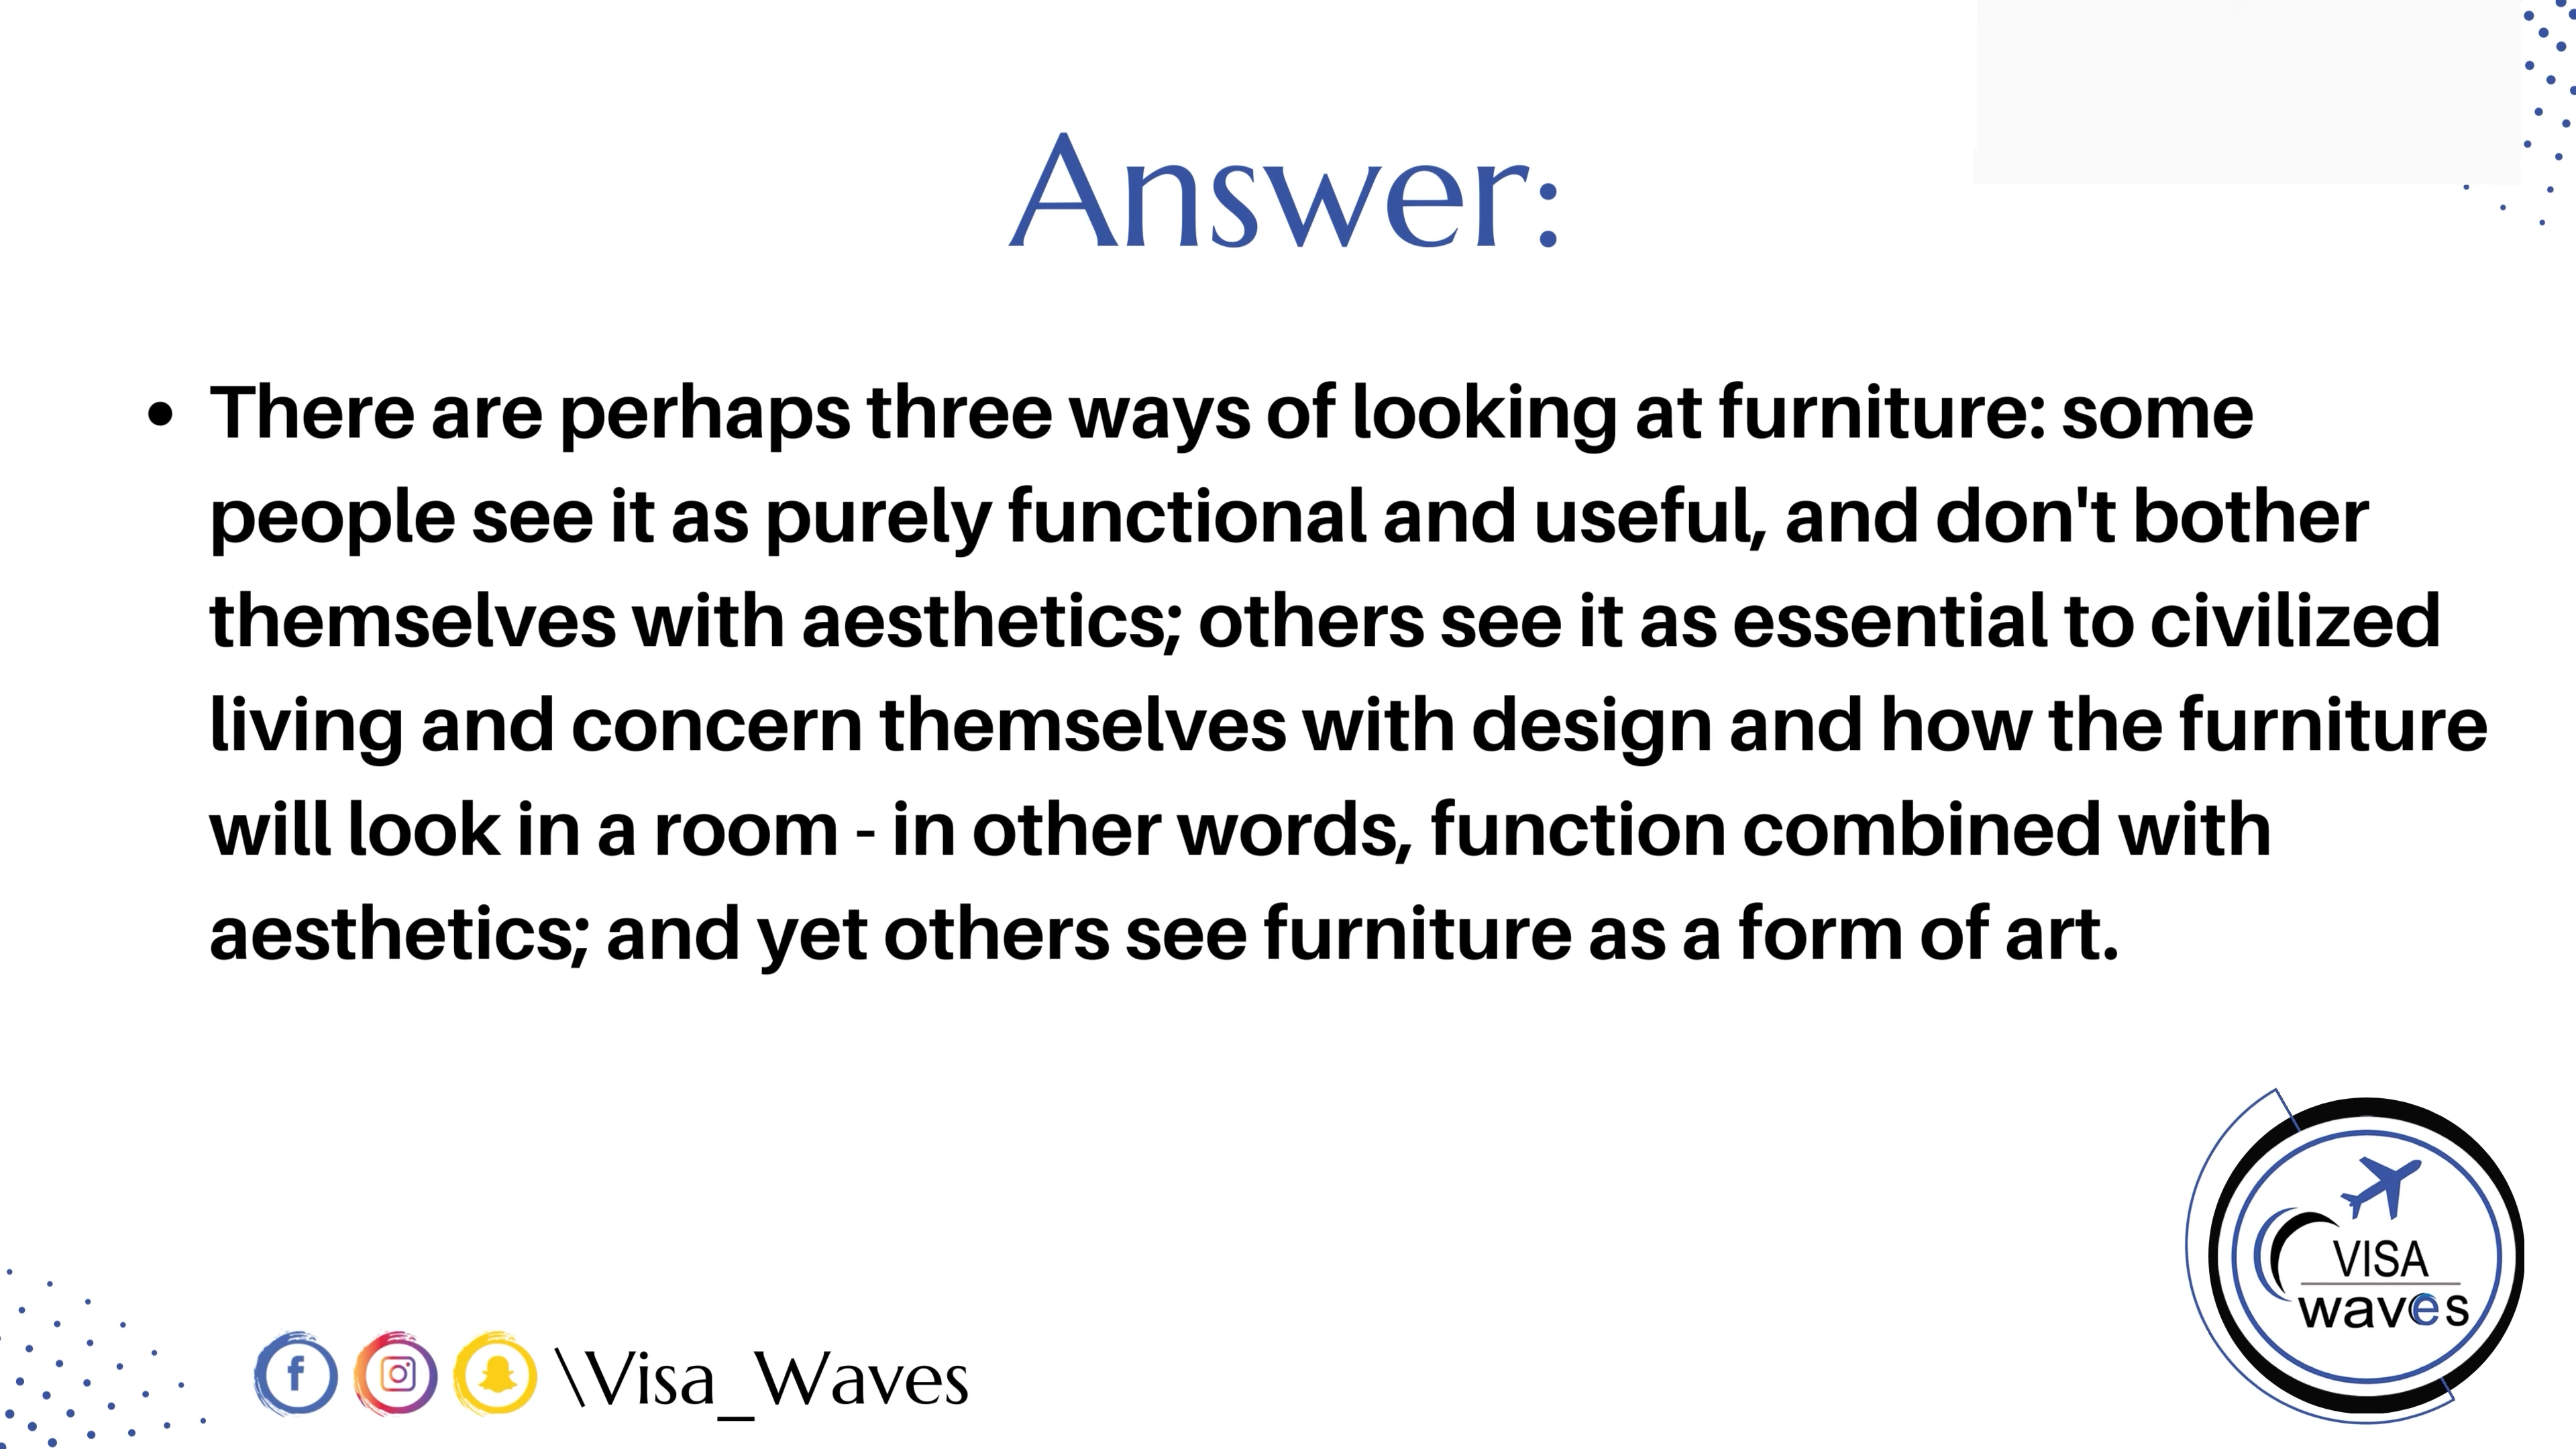 Answer:
• There are perhaps three ways of looking at furniture: some
people see it as purely functional and useful, and don't bother
themselves with aesthetics; others see it as essential to civilized
living and concern themselves with design and how the furniture
will look in a room - in other words, function combined with
aesthetics; and yet others see furniture as a form of art.
VISA
waves
\Visa_Waves